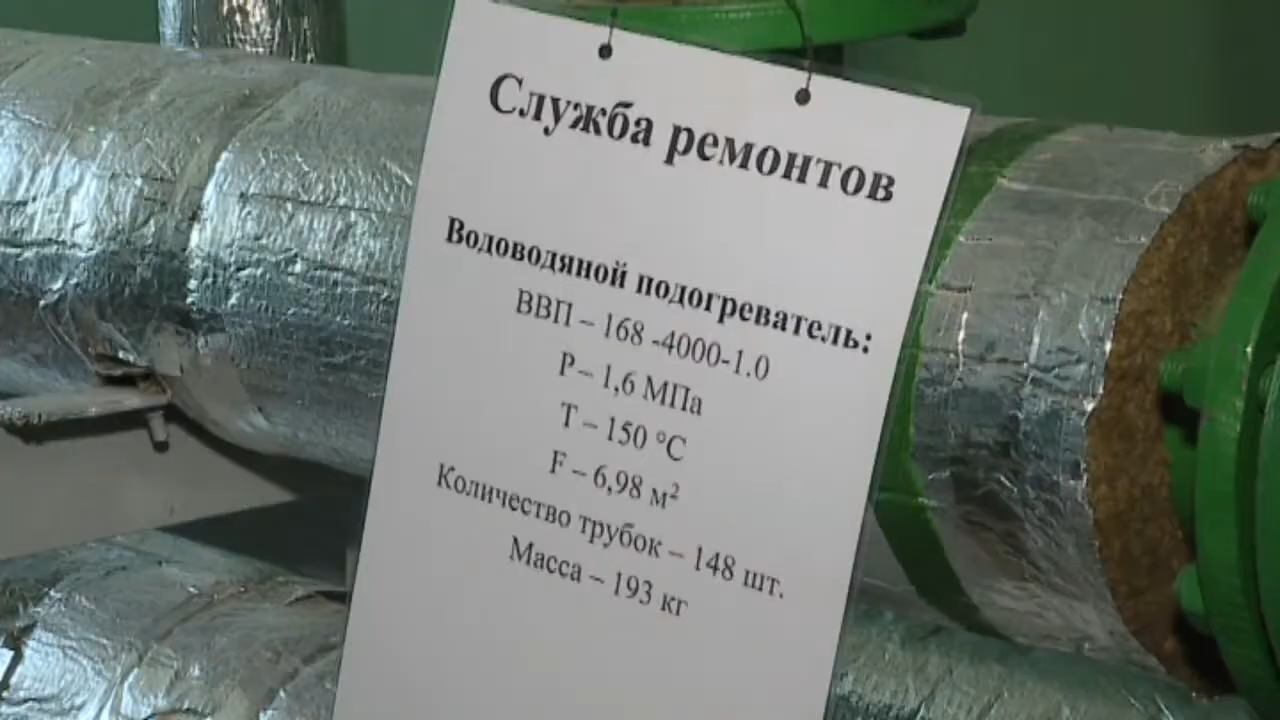 Служба ремонтов
Водоводяной подогреватель:
ВВП – 168 -4000-1.0
Р – 1,6 МПа
Т – 150 °С
F – 6,98 м²
Количество трубок – 148 шт.
Масса – 193 кг